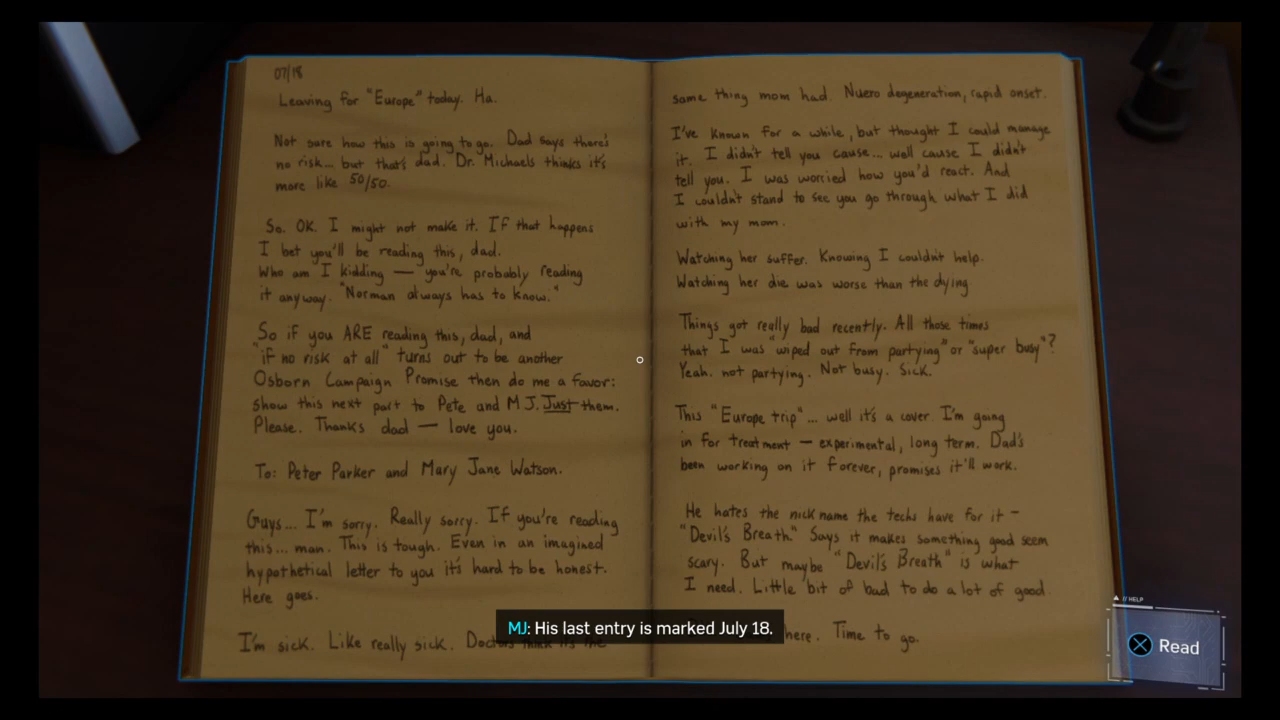 07/18
Leaving for "Europe" today. Ha.
Not sure how this is going to go. Dad says there's
no risk... but that's dad. Dr. Michaels thinks it's
more like 50/50.
So. OK. I might not make it. If that happens
I bet you'll be reading this, dad.
Who am I kidding — you're probably reading
it anyway. "Norman always has to know."
So if you ARE reading this, dad, and
"if no risk at all" turns out to be another
Osborn Campaign Promise then do me a favor:
show this next part to Pete and MJ. Just them.
Please. Thanks dad — love you.
To: Peter Parker and Mary Jane Watson.
Guys... I'm sorry. Really sorry. If you're reading
this... man. This is tough. Even in an imagined
hypothetical letter to you it's hard to be honest.
Here goes.
I'm sick. Like really sick. Doctors think it's the
same thing mom had. Nuero degeneration, rapid onset.
I've known for a while, but thought I could manage
it. I didn't tell you cause... well cause I didn't
tell you. I was worried how you'd react. And
I couldn't stand to see you go through what I did
with my mom.
Watching her suffer. Knowing I couldn't help.
Watching her die was worse than the dying.
Things got really bad recently. All those times
that I was "wiped out from partying" or "super busy"?
Yeah. not partying. Not busy. Sick.
This "Europe trip"... well it's a cover. I'm going
in for treatment — experimental, long term. Dad's
been working on it forever, promises it'll work.
He hates the nickname the techs have for it –
"Devil's Breath." Says it makes something good seem
scary. But maybe "Devil's Breath" is what
I need. Little bit of bad to do a lot of good.
here. Time to go.
MJ: His last entry is marked July 18.
// HELP
Read